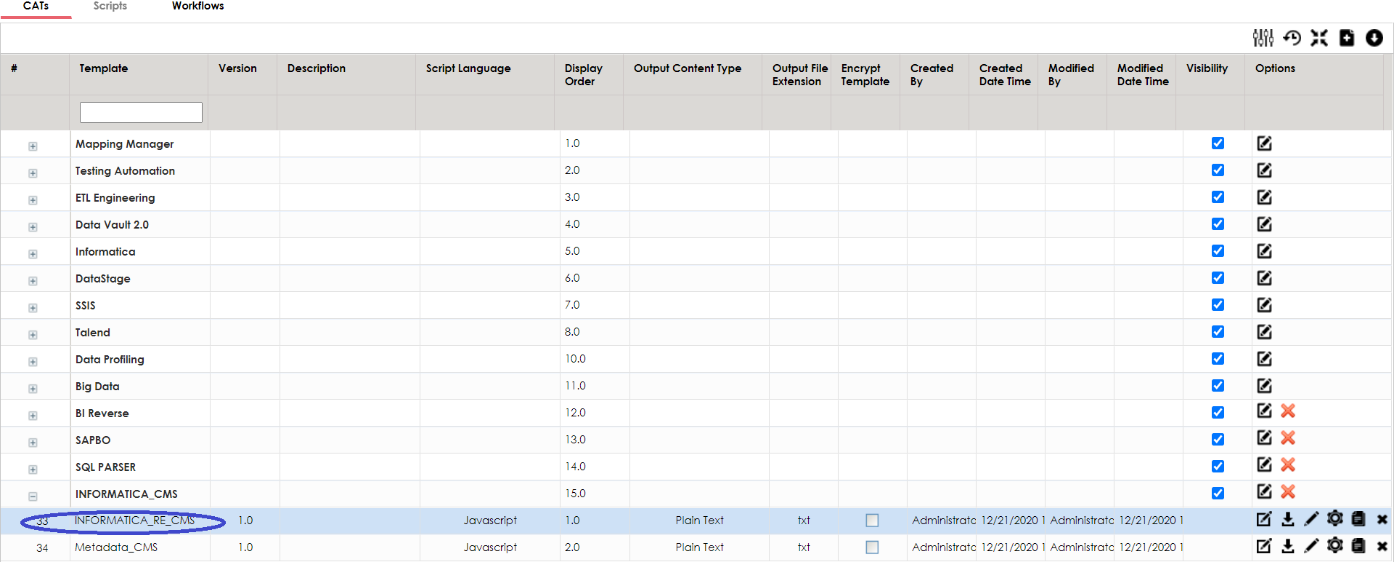 CATs Scripts Workflows
# Template Version Description Script Language Display Order Output Content Type Output File Extension Encrypt Template Created By Created Date Time Modified By Modified Date Time Visibility Options
Mapping Manager 1.0
Testing Automation 2.0
ETL Engineering 3.0
Data Vault 2.0 4.0
Informatica 5.0
DataStage 6.0
SSIS 7.0
Talend 8.0
Data Profiling 10.0
Big Data 11.0
BI Reverse 12.0
SAPBO 13.0
SQL PARSER 14.0
INFORMATICA_CMS 15.0
33 INFORMATICA_RE_CMS 1.0 Javascript 1.0 Plain Text txt Administratc 12/21/2020 1 Administratc 12/21/2020 1
34 Metadata_CMS 1.0 Javascript 2.0 Plain Text txt Administratc 12/21/2020 1 Administratc 12/21/2020 1